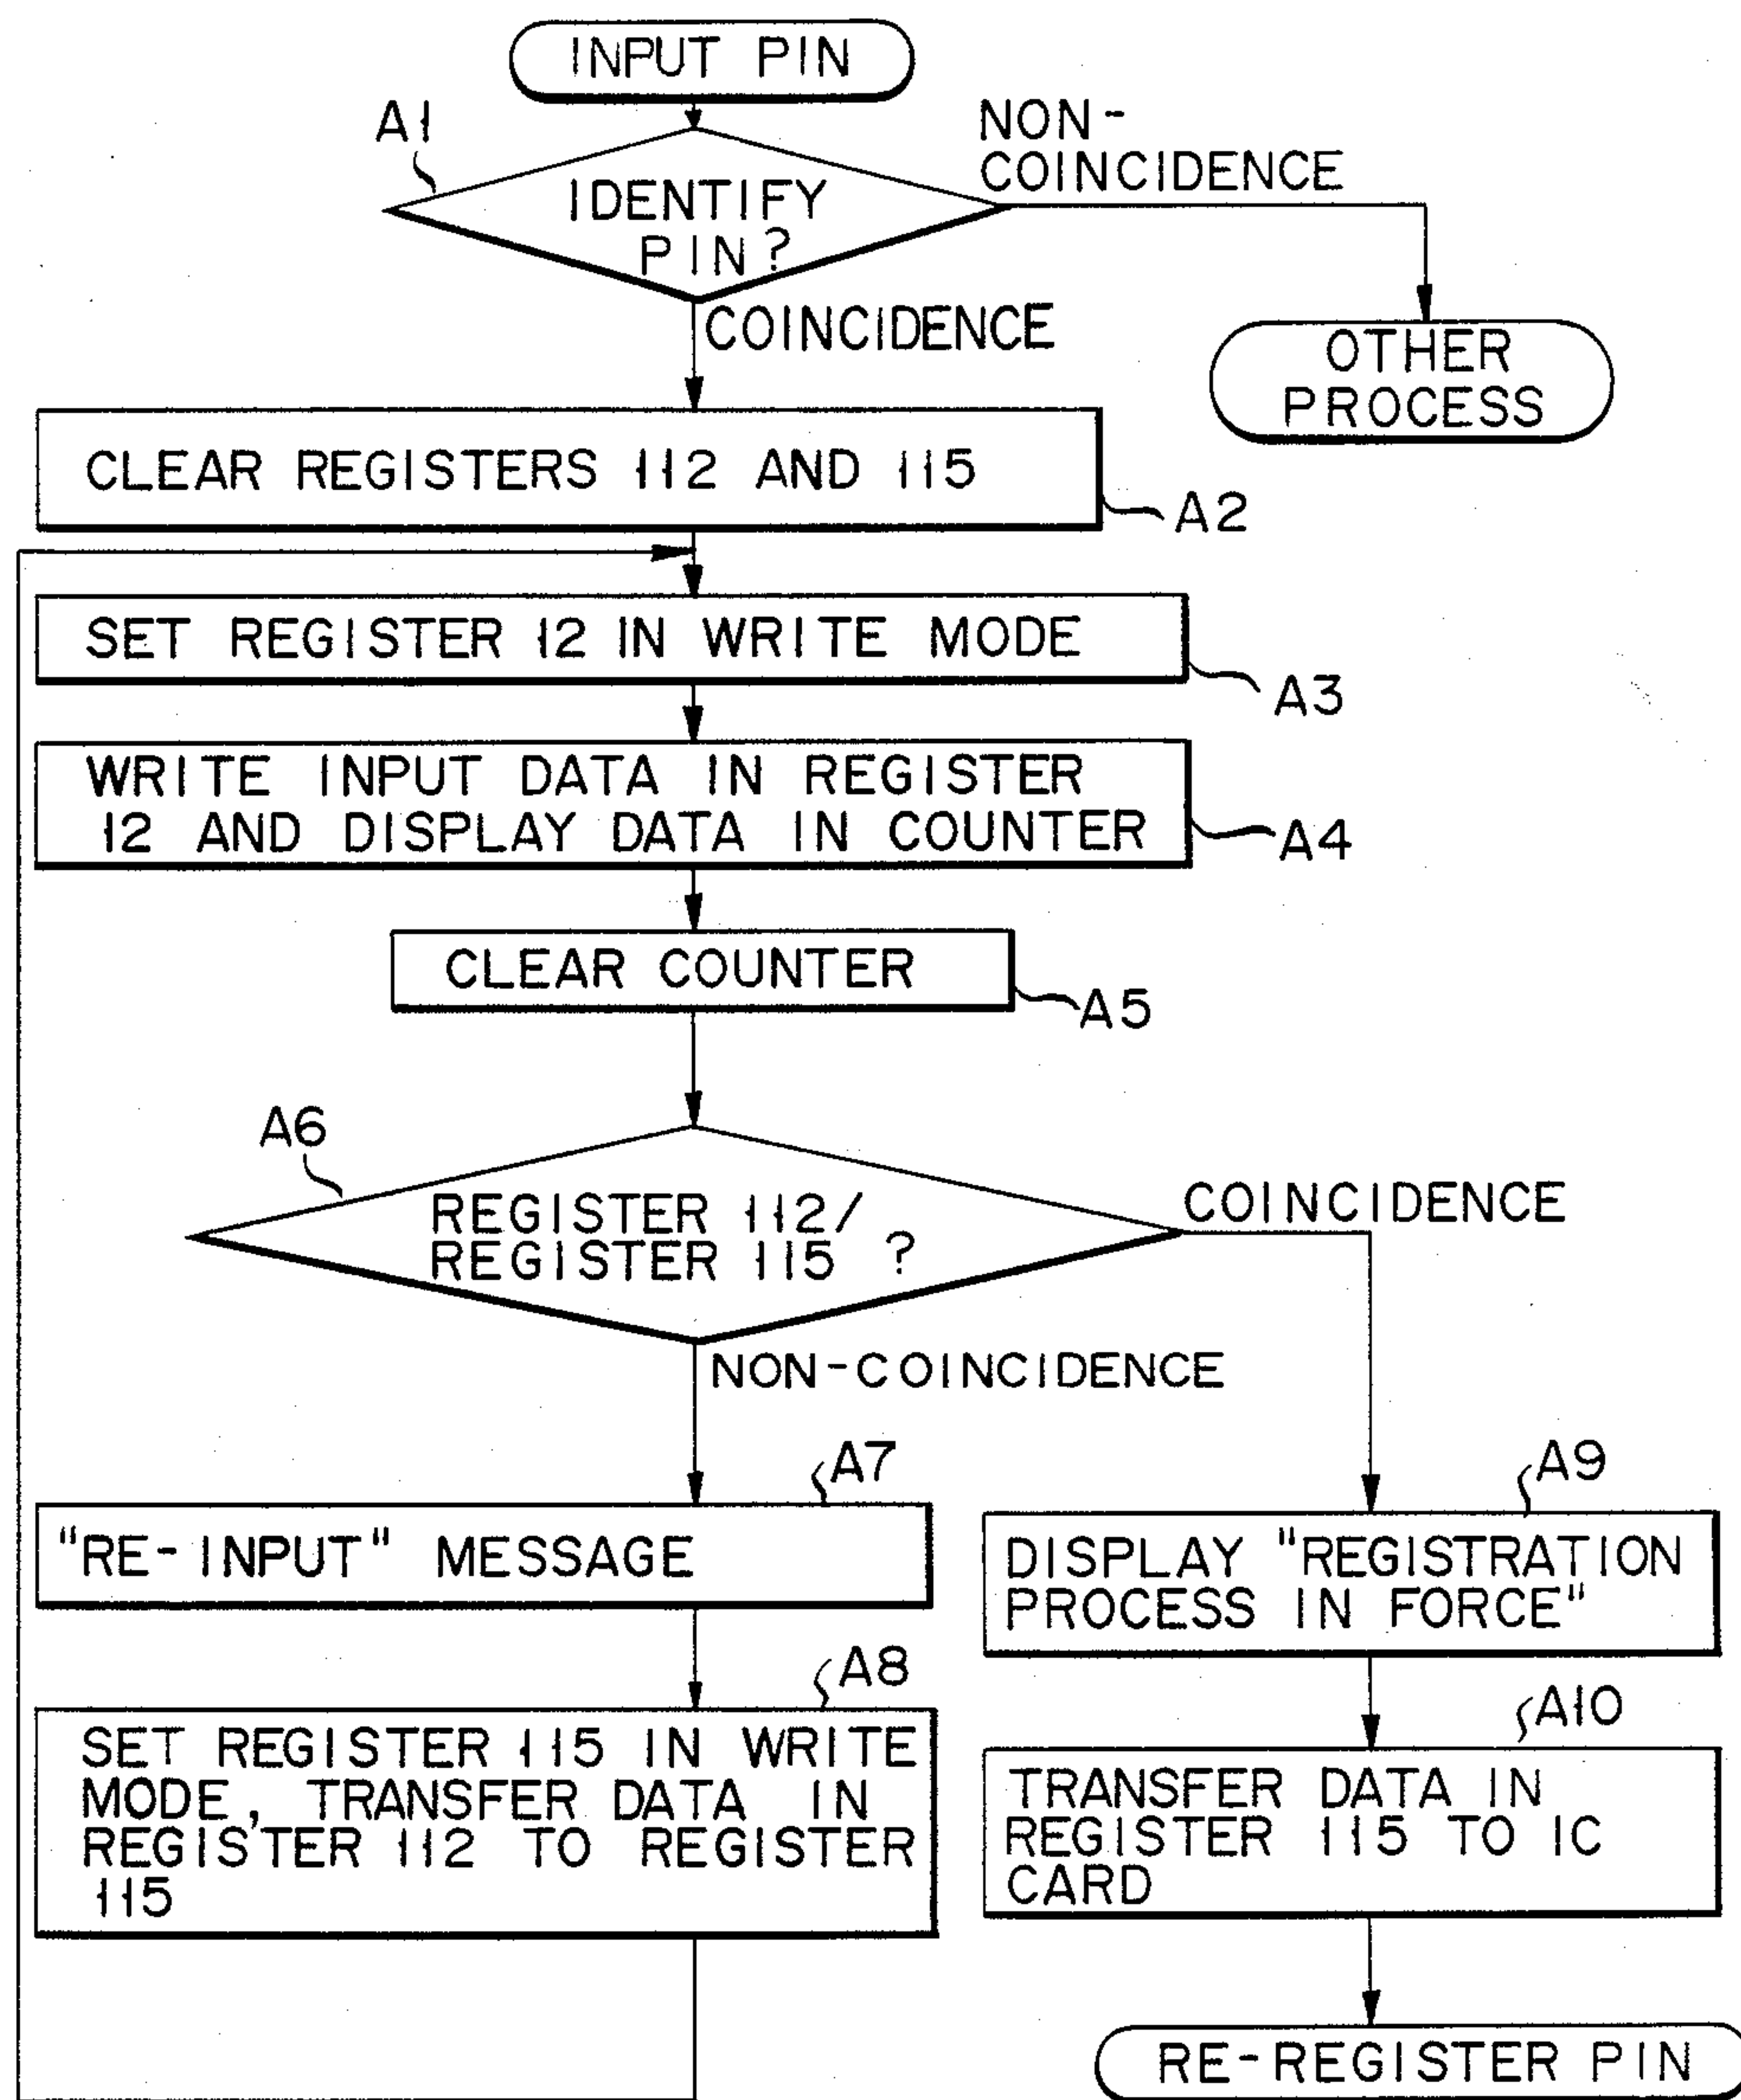 INPUT PIN
A1
NON-
COINCIDENCE
IDENTIFY
PIN?
COINCIDENCE
OTHER
PROCESS
CLEAR REGISTERS 112 AND 115
A2
SET REGISTER 12 IN WRITE MODE
A3
WRITE INPUT DATA IN REGISTER
12 AND DISPLAY DATA IN COUNTER
A4
CLEAR COUNTER
A5
A6
REGISTER 112/
REGISTER 115 ?
COINCIDENCE
NON-COINCIDENCE
A7
"RE-INPUT" MESSAGE
A8
SET REGISTER 115 IN WRITE
MODE, TRANSFER DATA IN
REGISTER 112 TO REGISTER
115
A9
DISPLAY "REGISTRATION
PROCESS IN FORCE"
A10
TRANSFER DATA IN
REGISTER 115 TO IC
CARD
RE-REGISTER PIN